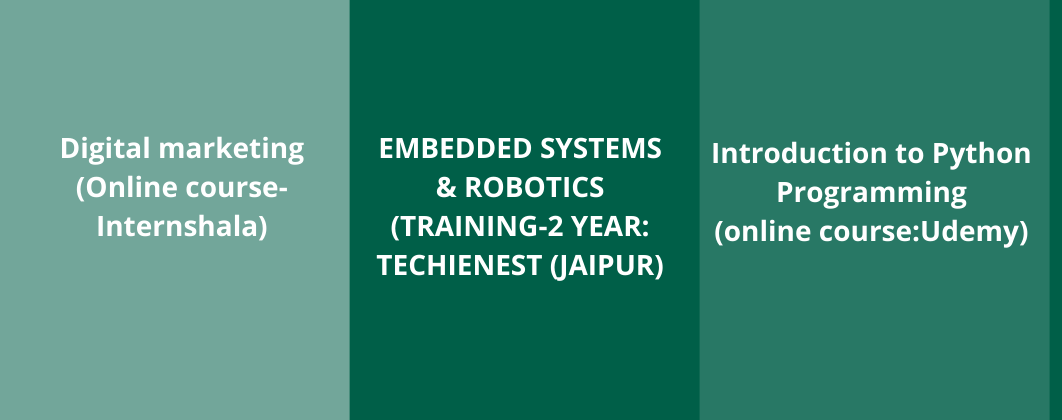 Digital marketing
(Online course-
Internshala)
EMBEDDED SYSTEMS
& ROBOTICS
(TRAINING-2 YEAR:
TECHIENEST (JAIPUR)
Introduction to Python
Programming
(online course:Udemy)